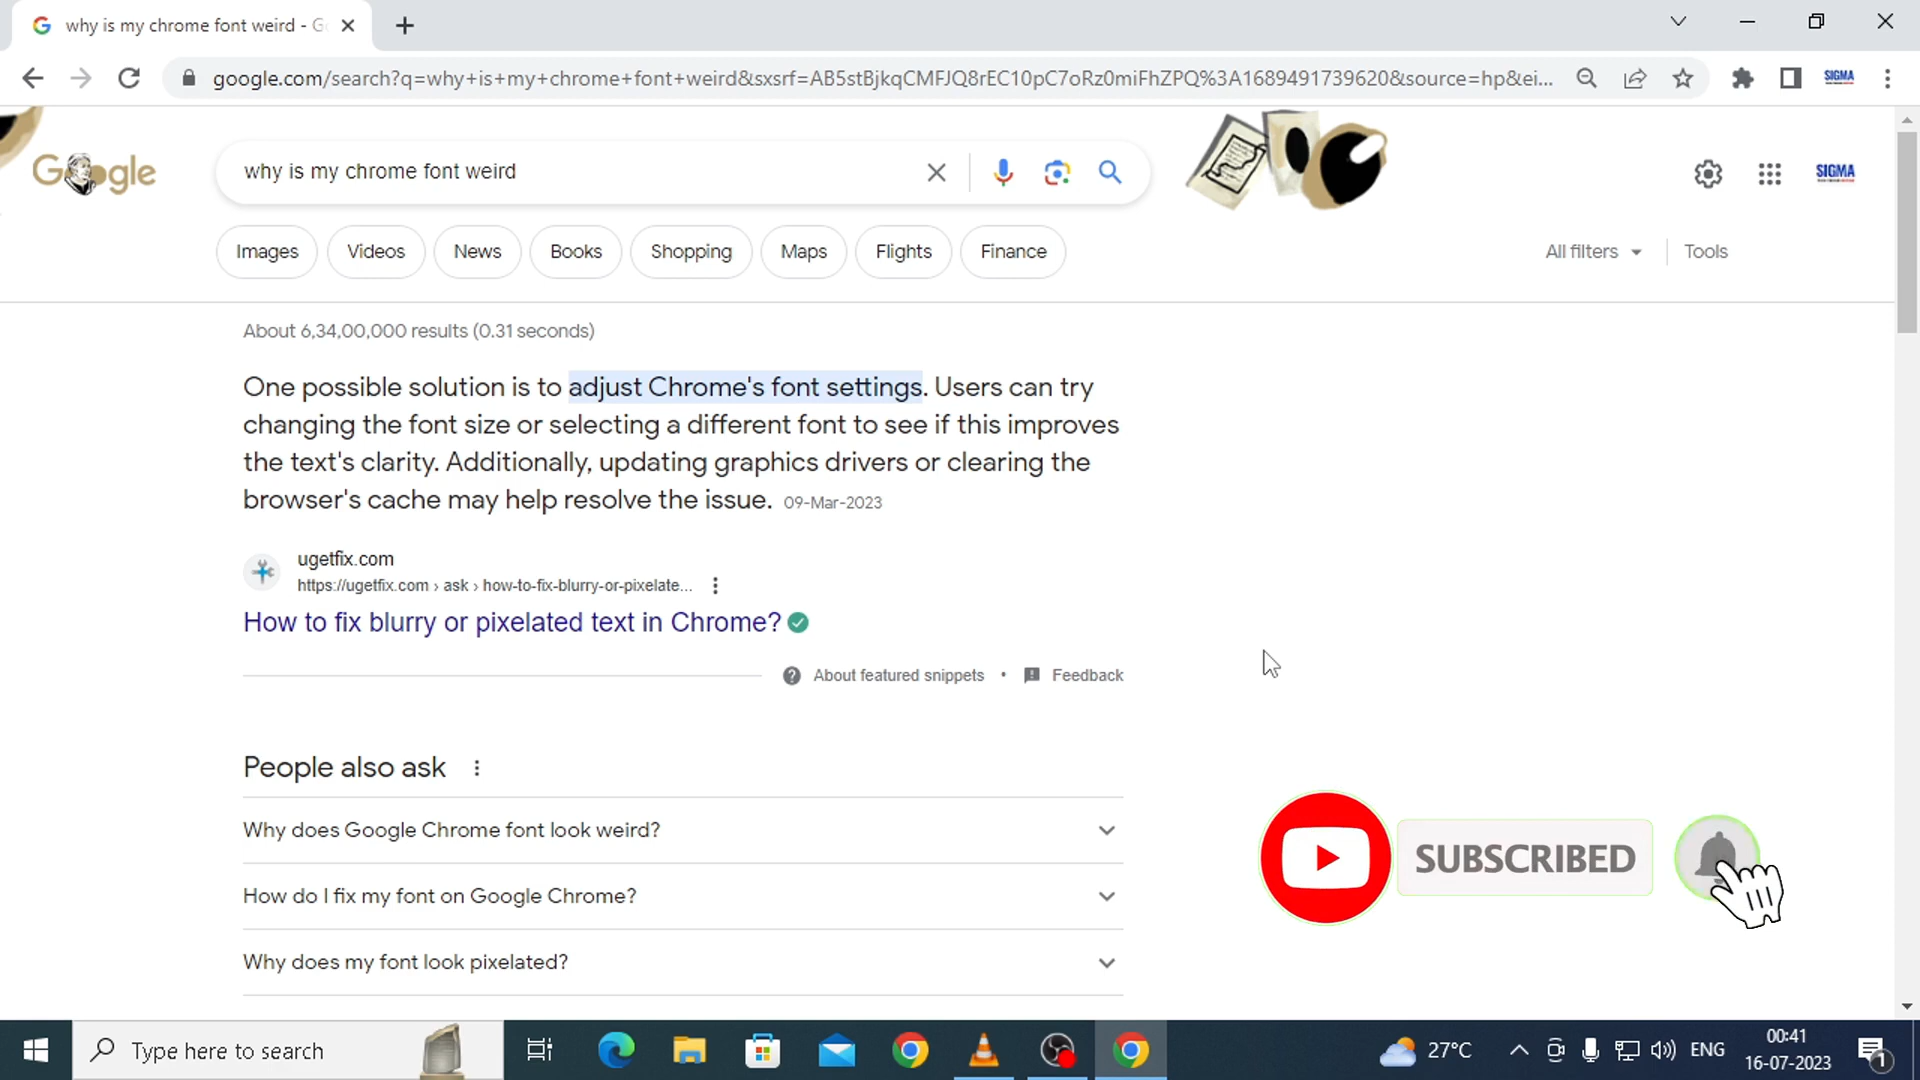 why is my chrome font weird - G
google.com/search?q=why+is+my+chrome+font+weird&sxsrf=AB5stBjkqCMFJQ8rEC10pC7oRz0miFhZPQ%3A1689491739620&source=hp&ei...
SIGMA
Google
why is my chrome font weird
SIGMA
Images
Videos
News
Books
Shopping
Maps
Flights
Finance
All filters
Tools
About 6,34,00,000 results (0.31 seconds)
One possible solution is to adjust Chrome's font settings. Users can try
changing the font size or selecting a different font to see if this improves
the text's clarity. Additionally, updating graphics drivers or clearing the
browser's cache may help resolve the issue. 09-Mar-2023
ugetfix.com
https://ugetfix.com › ask › how-to-fix-blurry-or-pixelate...
How to fix blurry or pixelated text in Chrome?
About featured snippets • Feedback
People also ask
Why does Google Chrome font look weird?
How do I fix my font on Google Chrome?
Why does my font look pixelated?
SUBSCRIBED
Type here to search
27°C
ENG
00:41
16-07-2023
1